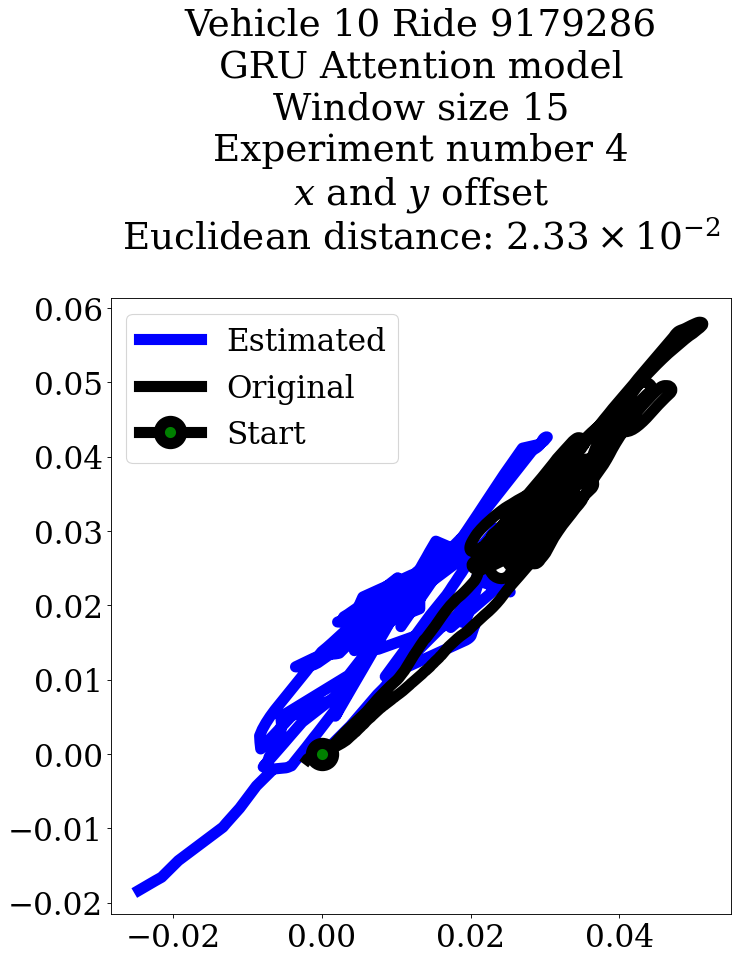 Vehicle 10 Ride 9179286
GRU Attention model
Window size 15
Experiment number 4
x and y offset
Euclidean distance: 2.33 × 10⁻²
Estimated
Original
Start
0.06
0.05
0.04
0.03
0.02
0.01
0.00
−0.01
−0.02
−0.02 0.00 0.02 0.04